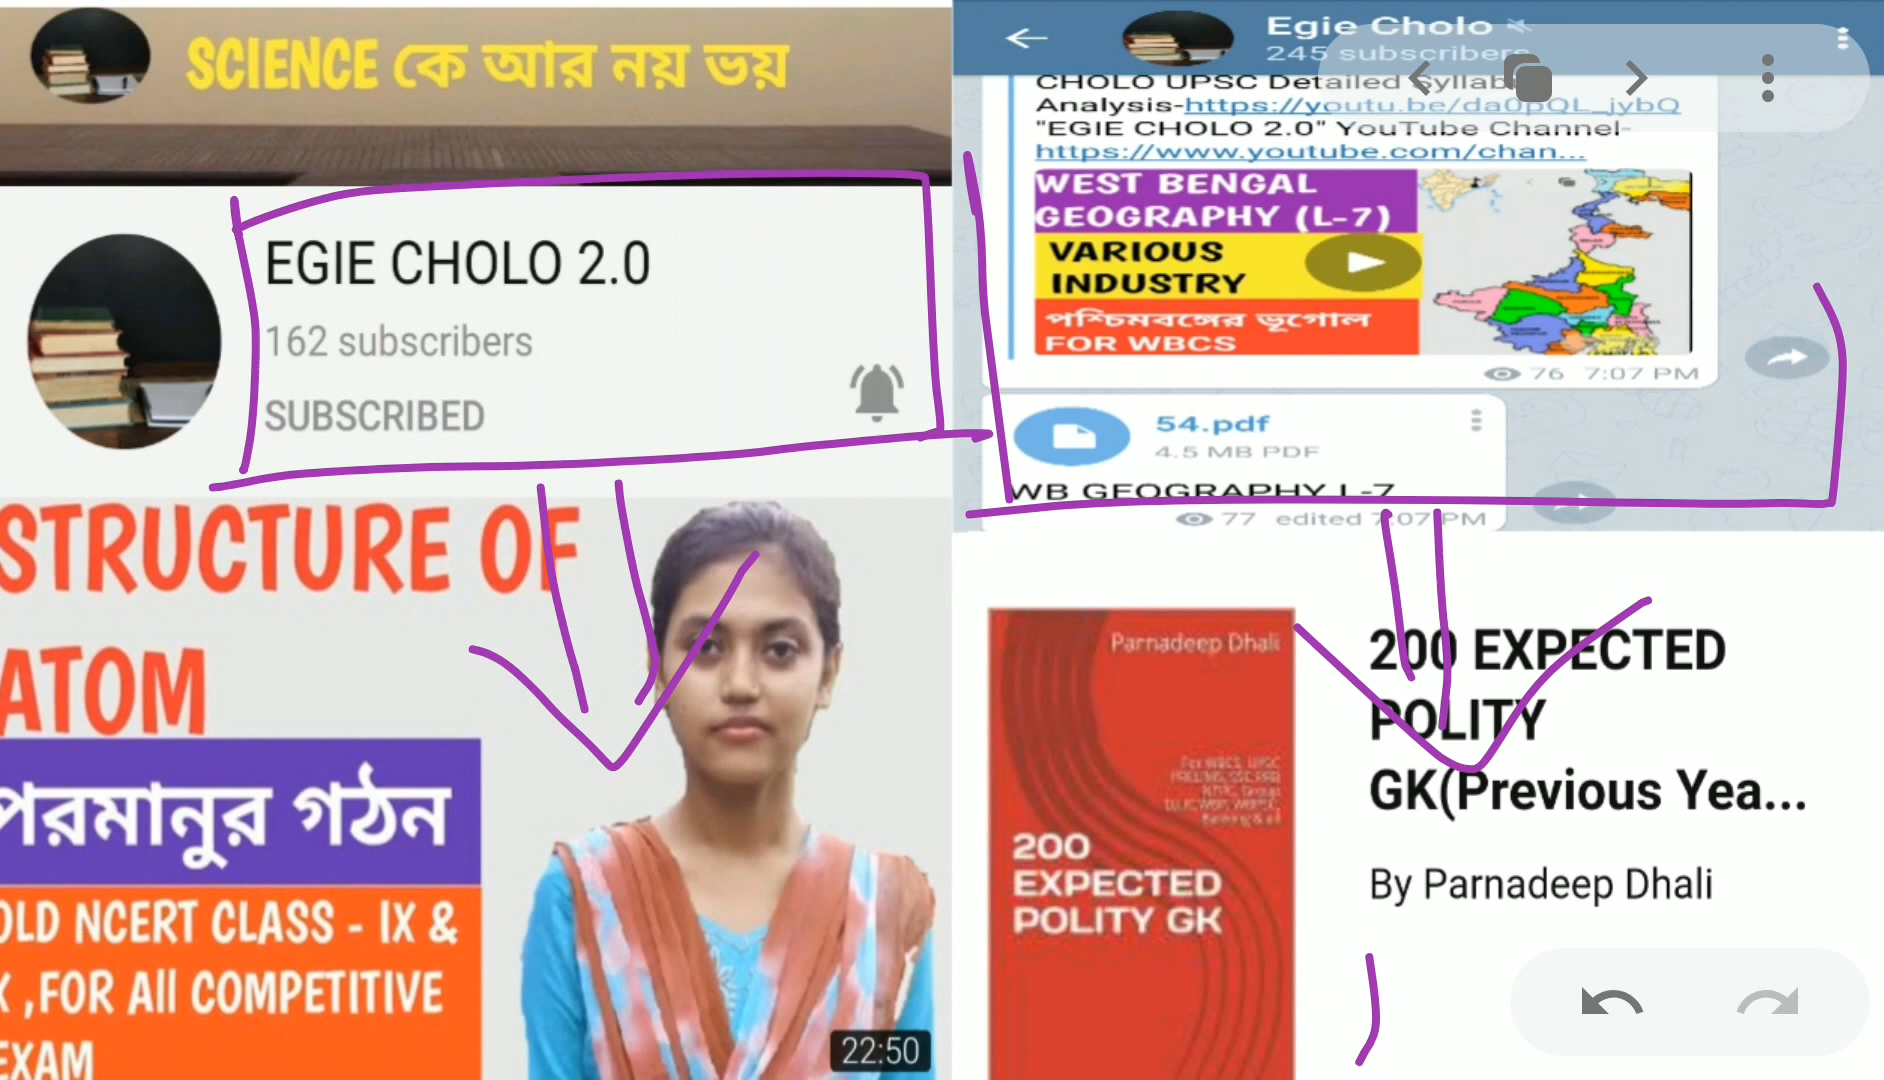 SCIENCE কে আর নয় ভয়
EGIE CHOLO 2.0
162 subscribers
SUBSCRIBED
STRUCTURE OF
ATOM
পরমানুর গঠন
OLD NCERT CLASS - IX &
X ,FOR All COMPETITIVE
EXAM
22:50
Egie Cholo
245 subscribers
CHOLO UPSC Detailed Syllab
Analysis-https://youtu.be/da0pQL_jybQ
"EGIE CHOLO 2.0" YouTube Channel-
https://www.youtube.com/chan...
WEST BENGAL
GEOGRAPHY (L-7)
VARIOUS
INDUSTRY
পশ্চিমবঙ্গের ভূগোল
FOR WBCS
76 7:07 PM
54.pdf
4.5 MB PDF
WB GEOGRAPHY L-7
77 edited 7:07 PM
Parnadeep Dhali
For WBCS, UPSC
200
EXPECTED
POLITY GK
200 EXPECTED
POLITY
GK(Previous Yea...
By Parnadeep Dhali